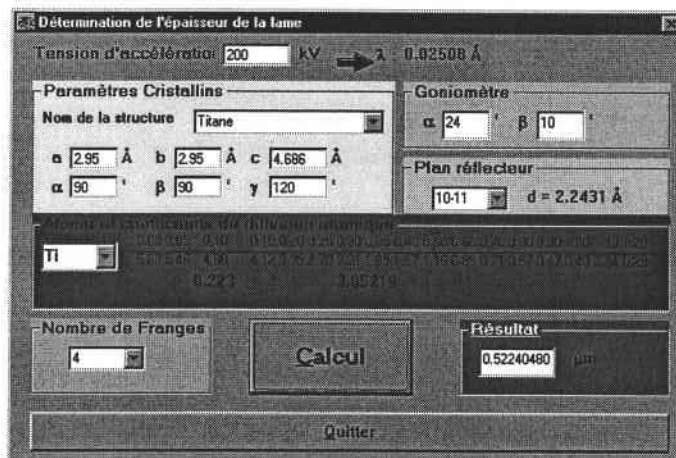 Détermination de l'épaisseur de la lame
Tension d'accélération 200 kV λ 0.02508 Å
Paramètres Cristallins
Nom de la structure Titane
a 2.95 Å b 2.95 Å c 4.686 Å
α 90 ° β 90 ° γ 120 °
Goniomètre
α 24 ° β 10 °
Plan réflecteur
10-11 d = 2.2431 Å
Ti
0.223
Nombre de Franges
4
Calcul
Résultat
0.52240480 µm
Quitter